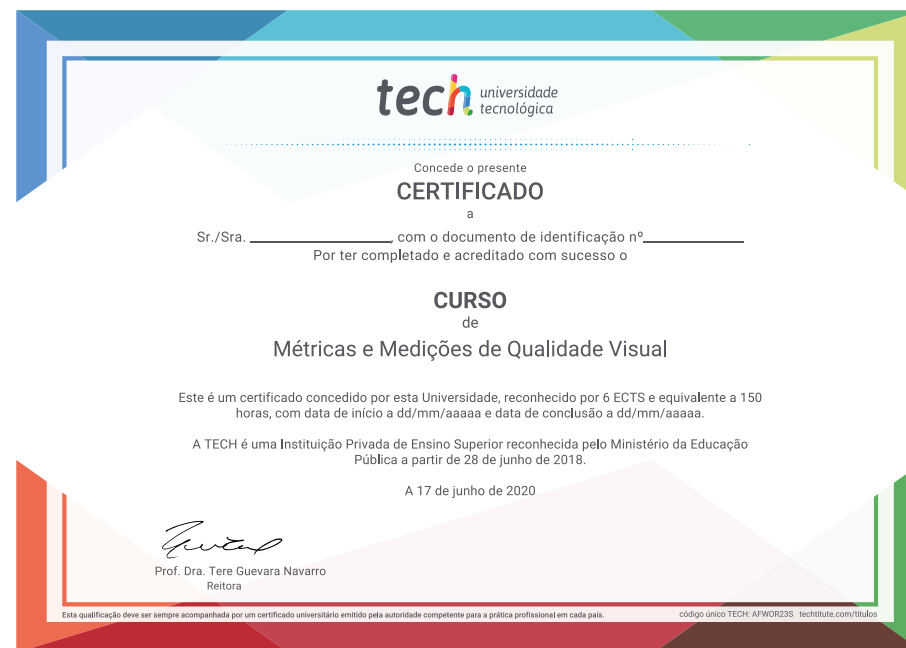 tech universidade
tecnológica
Concede o presente
CERTIFICADO
a
Sr./Sra. ____________________, com o documento de identificação nº______________
Por ter completado e acreditado com sucesso o
CURSO
de
Métricas e Medições de Qualidade Visual
Este é um certificado concedido por esta Universidade, reconhecido por 6 ECTS e equivalente a 150
horas, com data de início a dd/mm/aaaaa e data de conclusão a dd/mm/aaaaa.
A TECH é uma Instituição Privada de Ensino Superior reconhecida pelo Ministério da Educação
Pública a partir de 28 de junho de 2018.
A 17 de junho de 2020
Prof. Dra. Tere Guevara Navarro
Reitora
Esta qualificação deve ser sempre acompanhada por um certificado universitário emitido pela autoridade competente para a prática profissional em cada país.
código único TECH: AFWOR23S techtitute.com/titulos